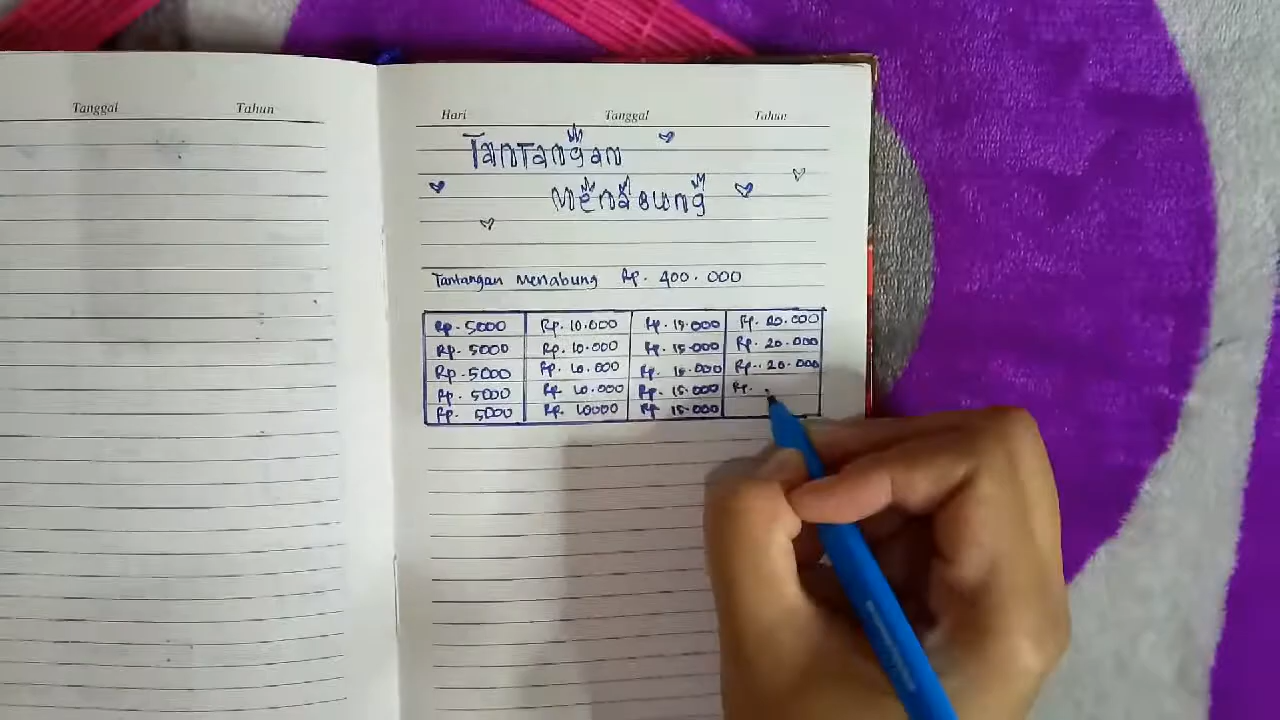 Tanggal Tahun
Hari Tanggal Tahun
Tantangan
Menabung
Tantangan Menabung Rp. 400.000
Rp. 5000 Rp. 10.000 Rp. 15.000 Rp. 20.000
Rp. 5000 Rp. 10.000 Rp. 15.000 Rp. 20.000
Rp. 5000 Rp. 10.000 Rp. 15.000 Rp. 20.000
Rp. 5000 Rp. 10.000 Rp. 15.000 Rp.
Rp. 5000 Rp. 10000 Rp 15.000